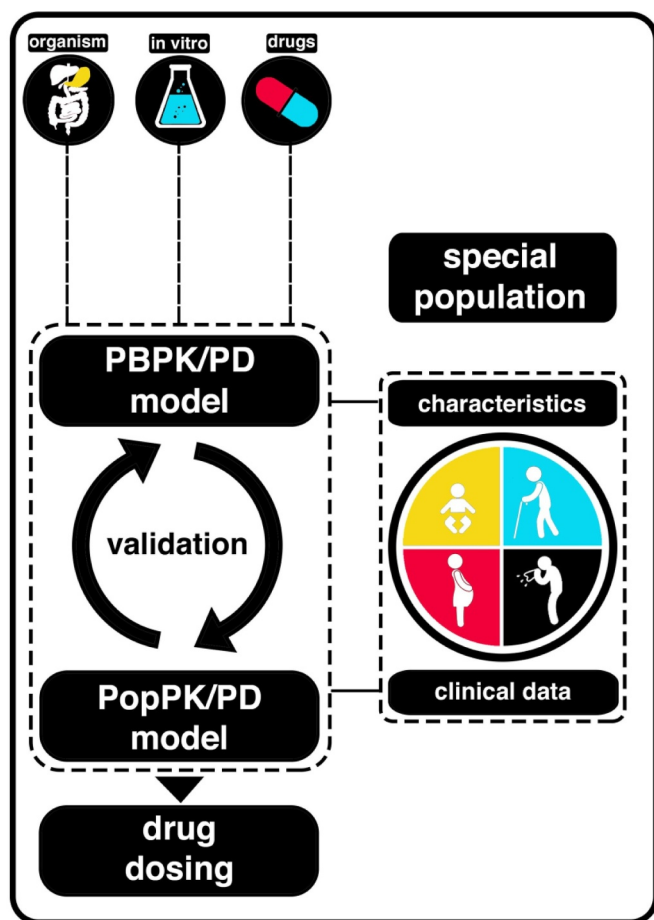 organism
in vitro
drugs
special
population
PBPK/PD
model
characteristics
validation
PopPK/PD
model
clinical data
drug
dosing